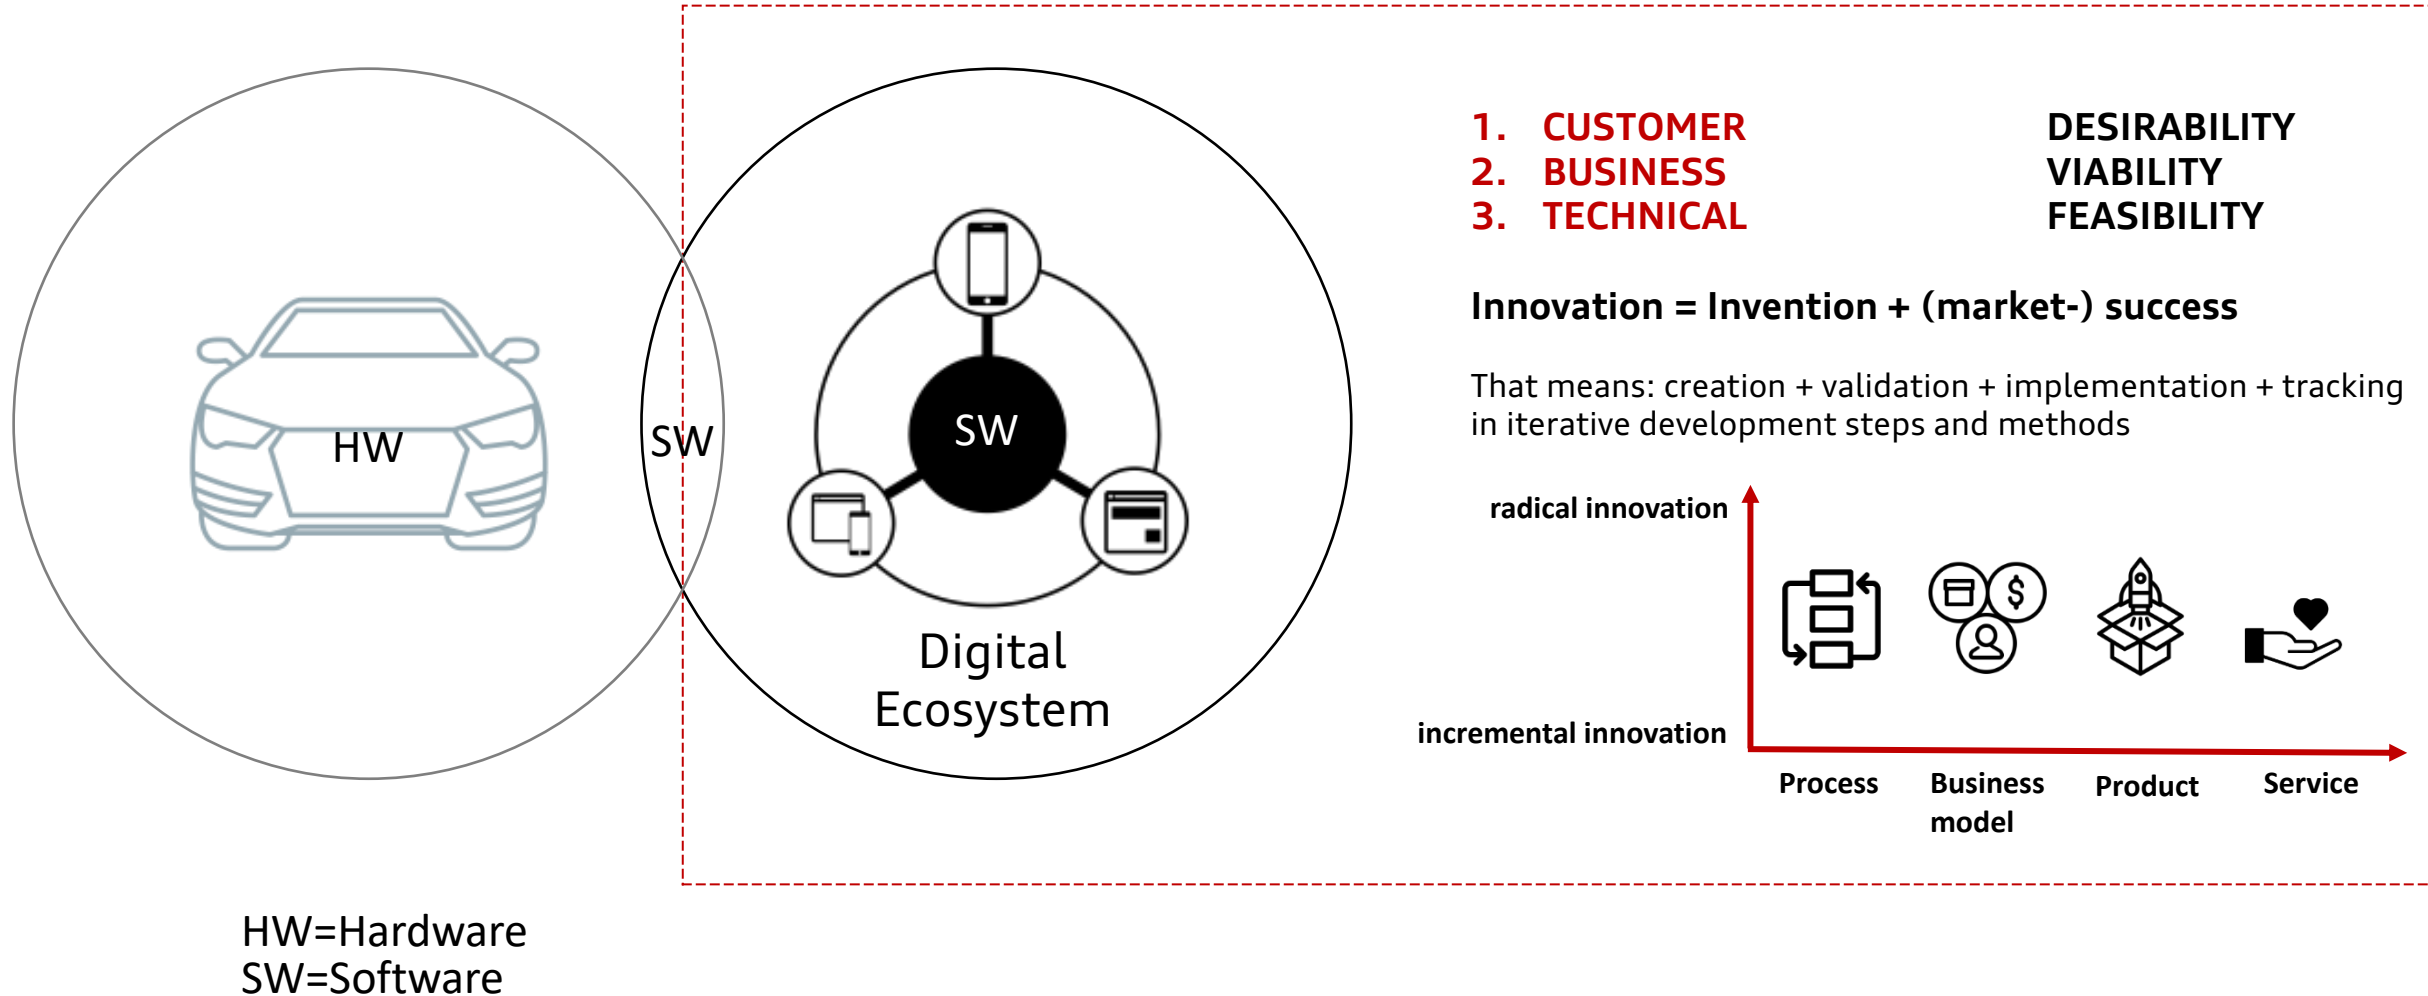 HW
SW
SW
Digital
Ecosystem
HW=Hardware
SW=Software
1. CUSTOMER DESIRABILITY
2. BUSINESS VIABILITY
3. TECHNICAL FEASIBILITY
Innovation = Invention + (market-) success
That means: creation + validation + implementation + tracking
in iterative development steps and methods
radical innovation
incremental innovation
Process
Business
model
Product
Service